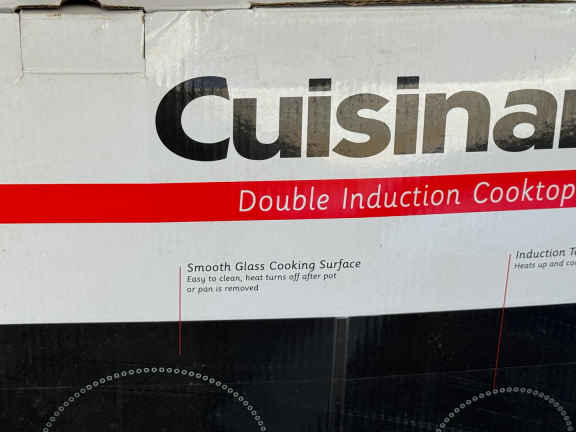 Cuisinar
Double Induction Cooktop
Smooth Glass Cooking Surface
Easy to clean, heat turns off after pot
or pan is removed
Induction
Heats up and